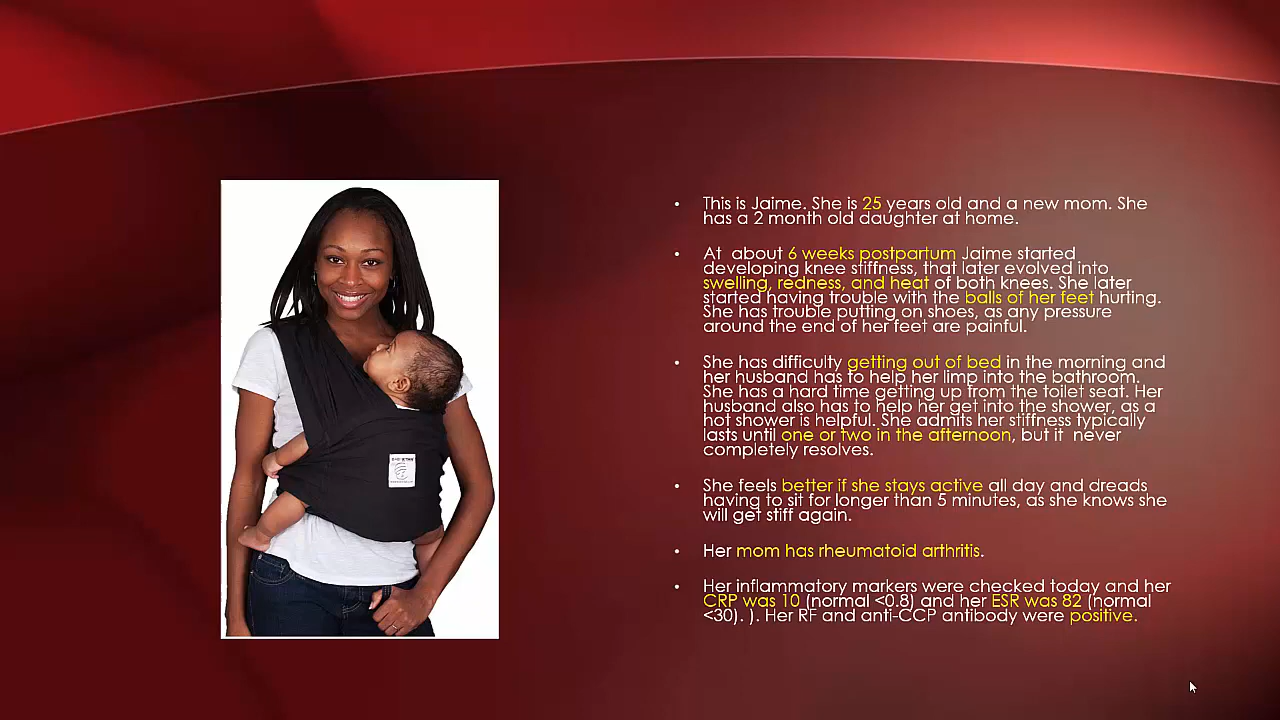 • This is Jaime. She is 25 years old and a new mom. She
has a 2 month old daughter at home.
• At  about 6 weeks postpartum Jaime started
developing knee stiffness, that later evolved into
swelling, redness, and heat of both knees. She later
started having trouble with the balls of her feet hurting.
She has trouble putting on shoes, as any pressure
around the end of her feet are painful.
• She has difficulty getting out of bed in the morning and
her husband has to help her limp into the bathroom.
She has a hard time getting up from the toilet seat. Her
husband also has to help her get into the shower, as a
hot shower is helpful. She admits her stiffness typically
lasts until one or two in the afternoon, but it  never
completely resolves.
• She feels better if she stays active all day and dreads
having to sit for longer than 5 minutes, as she knows she
will get stiff again.
• Her mom has rheumatoid arthritis.
• Her inflammatory markers were checked today and her
CRP was 10 (normal <0.8) and her ESR was 82 (normal
<30). ). Her RF and anti-CCP antibody were positive.